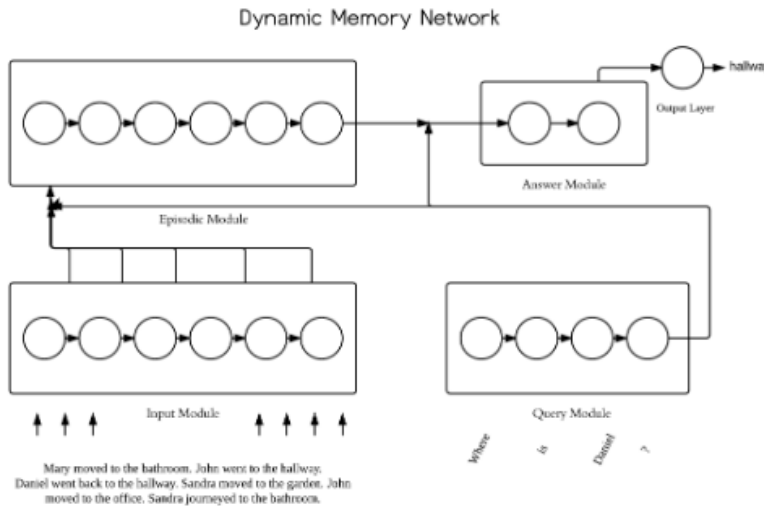 Dynamic Memory Network
hallwa
Output Layer
Answer Module
Episodic Module
Input Module
Query Module
Where
is
Daniel
?
Mary moved to the bathroom. John went to the hallway.
Daniel went back to the hallway. Sandra moved to the garden. John
moved to the office. Sandra journeyed to the bathroom.